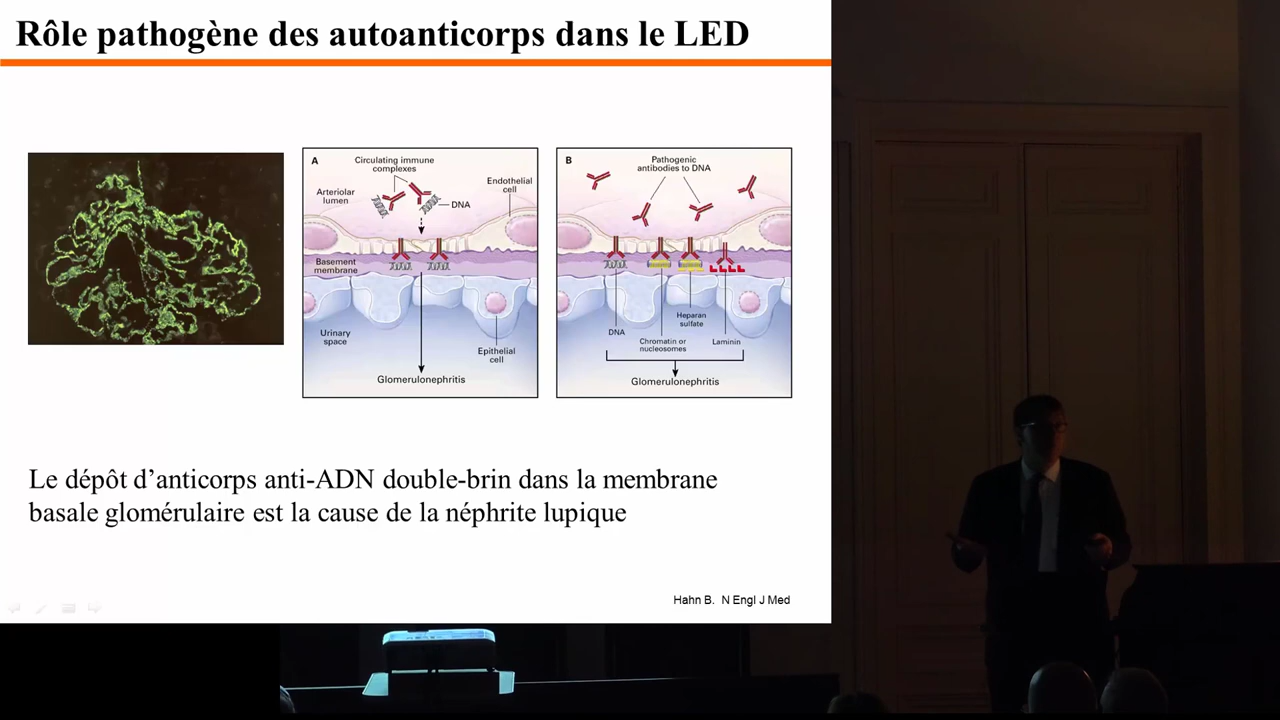 Rôle pathogène des autoanticorps dans le LED
A
Circulating immune
complexes
Arteriolar
lumen
Endothelial
cell
DNA
Basement
membrane
Urinary
space
Epithelial
cell
Glomerulonephritis
B
Pathogenic
antibodies to DNA
DNA
Chromatin or
nucleosomes
Heparan
sulfate
Laminin
Glomerulonephritis
Le dépôt d’anticorps anti-ADN double-brin dans la membrane
basale glomérulaire est la cause de la néphrite lupique
Hahn B. N Engl J Med